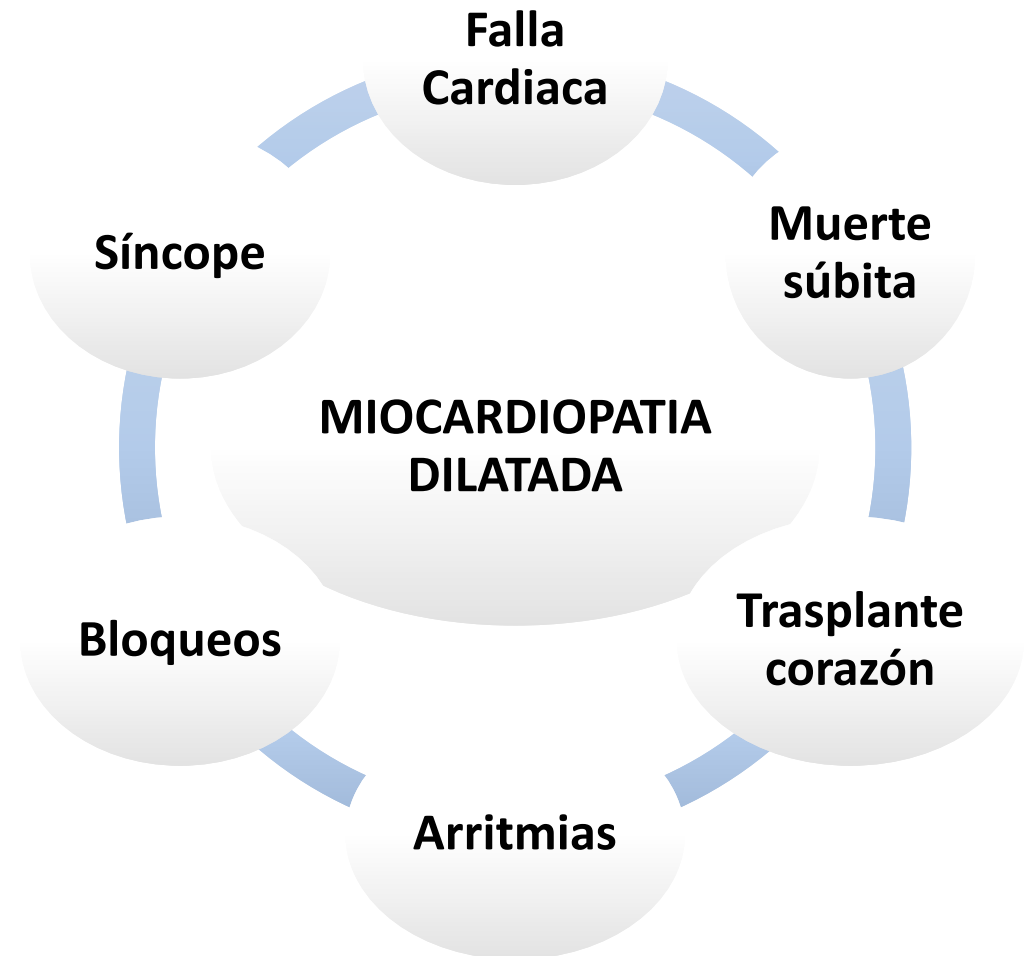 Falla
Cardiaca
Muerte
súbita
Trasplante
corazón
Arritmias
Bloqueos
Síncope
MIOCARDIOPATIA
DILATADA